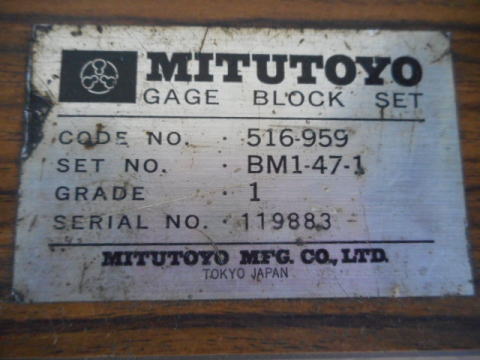 MITUTOYO
GAGE BLOCK SET
CODE NO. · 516-959
SET NO. · BM1-47-1
GRADE · 1
SERIAL NO. · 119883
MITUTOYO MFG. CO., LTD.
TOKYO JAPAN